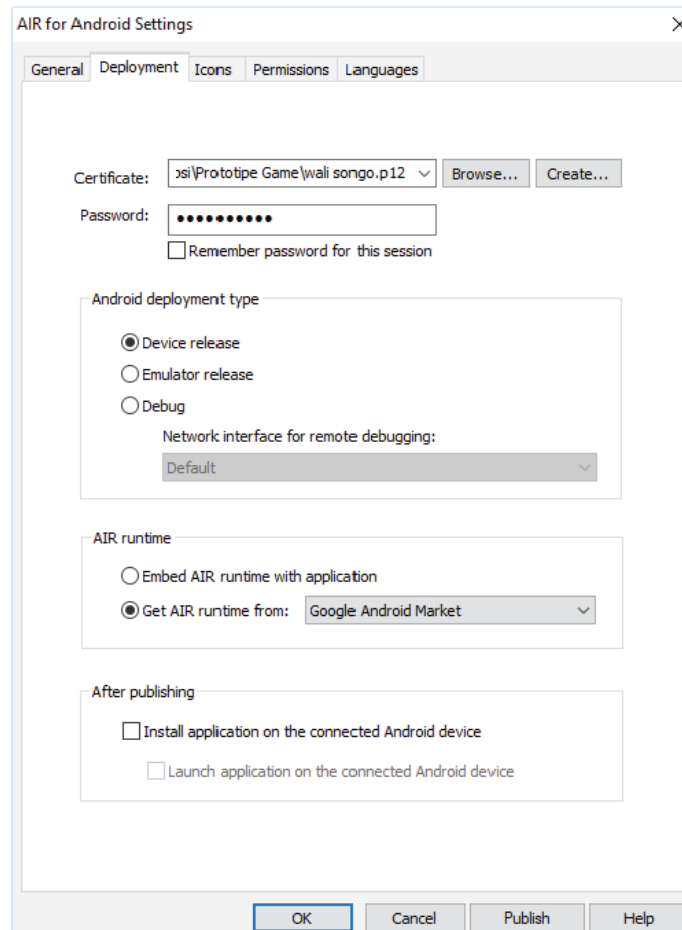 AIR for Android Settings
General Deployment Icons Permissions Languages
Certificate: osi\Prototipe Game\wali songo.p12 Browse... Create...
Password: ••••••••••
Remember password for this session
Android deployment type
Device release
Emulator release
Debug
Network interface for remote debugging:
Default
AIR runtime
Embed AIR runtime with application
Get AIR runtime from: Google Android Market
After publishing
Install application on the connected Android device
Launch application on the connected Android device
OK Cancel Publish Help